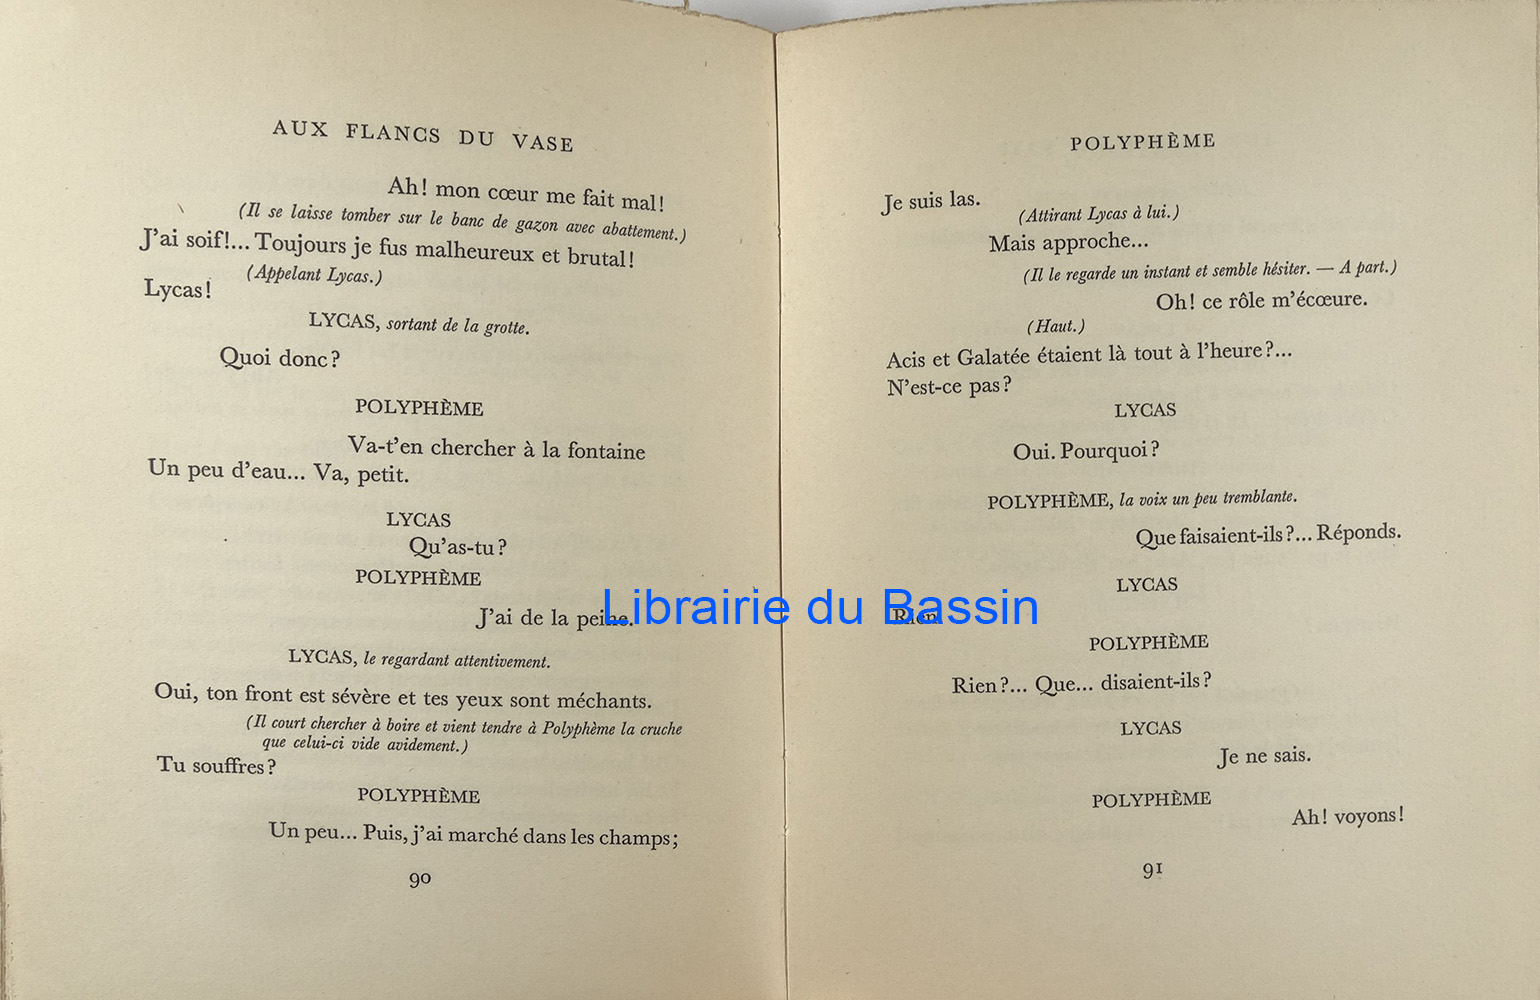 AUX FLANCS DU VASE
Ah! mon cœur me fait mal!
(Il se laisse tomber sur le banc de gazon avec abattement.)
J'ai soif!... Toujours je fus malheureux et brutal!
(Appelant Lycas.)
Lycas!
LYCAS, sortant de la grotte.
Quoi donc?
POLYPHÈME
Va-t'en chercher à la fontaine
Un peu d'eau... Va, petit.
LYCAS
Qu'as-tu?
POLYPHÈME
J'ai de la peine.
LYCAS, le regardant attentivement.
Oui, ton front est sévère et tes yeux sont méchants.
(Il court chercher à boire et vient tendre à Polyphème la cruche
que celui-ci vide avidement.)
Tu souffres?
POLYPHÈME
Un peu... Puis, j'ai marché dans les champs;
90
POLYPHÈME
Je suis las.
(Attirant Lycas à lui.)
Mais approche...
(Il le regarde un instant et semble hésiter. — A part.)
Oh! ce rôle m'écœure.
(Haut.)
Acis et Galatée étaient là tout à l'heure?...
N'est-ce pas?
LYCAS
Oui. Pourquoi?
POLYPHÈME, la voix un peu tremblante.
Que faisaient-ils?... Réponds.
LYCAS
Rien.
POLYPHÈME
Rien?... Que... disaient-ils?
LYCAS
Je ne sais.
POLYPHÈME
Ah! voyons!
91
Librairie du Bassin